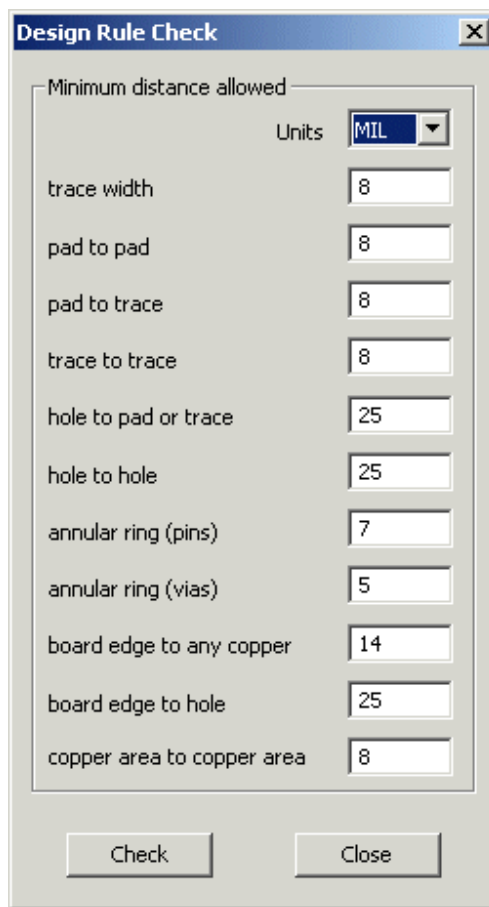 Design Rule Check
Minimum distance allowed
Units MIL
trace width 8
pad to pad 8
pad to trace 8
trace to trace 8
hole to pad or trace 25
hole to hole 25
annular ring (pins) 7
annular ring (vias) 5
board edge to any copper 14
board edge to hole 25
copper area to copper area 8
Check Close